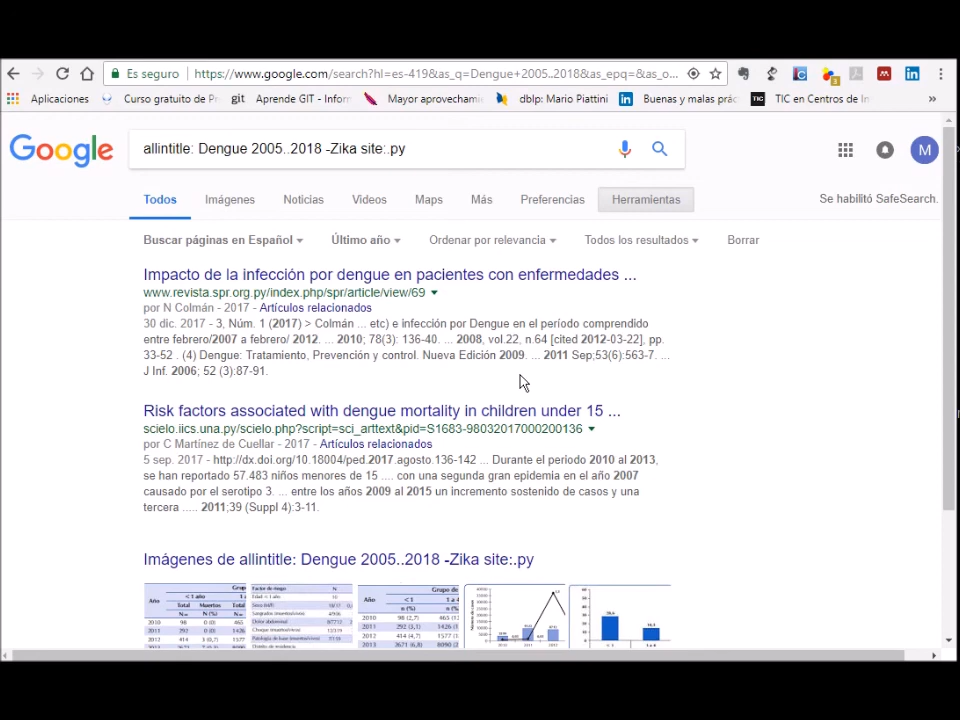 Es seguro https://www.google.com/search?hl=es-419&as_q=Dengue+2005..2018&as_epq=&as_o...
Aplicaciones Curso gratuito de Pr git Aprende GIT - Inform Mayor aprovechami dblp: Mario Piattini Buenas y malas prác TIC TIC en Centros de In »
Google allintitle: Dengue 2005..2018 -Zika site:.py M
Todos Imágenes Noticias Videos Maps Más Preferencias Herramientas Se habilitó SafeSearch.
Buscar páginas en Español Último año Ordenar por relevancia Todos los resultados Borrar
Impacto de la infección por dengue en pacientes con enfermedades ...
www.revista.spr.org.py/index.php/spr/article/view/69
por N Colmán - 2017 - Artículos relacionados
30 dic. 2017 - 3, Núm. 1 (2017) > Colmán ... etc) e infección por Dengue en el período comprendido
entre febrero/2007 a febrero/ 2012. ... 2010; 78(3): 136-40. ... 2008, vol.22, n.64 [cited 2012-03-22], pp.
33-52 . (4) Dengue: Tratamiento, Prevención y control. Nueva Edición 2009. ... 2011 Sep;53(6):563-7. ...
J Inf. 2006; 52 (3):87-91.
Risk factors associated with dengue mortality in children under 15 ...
scielo.iics.una.py/scielo.php?script=sci_arttext&pid=S1683-98032017000200136
por C Martínez de Cuellar - 2017 - Artículos relacionados
5 sep. 2017 - http://dx.doi.org/10.18004/ped.2017.agosto.136-142 ... Durante el periodo 2010 al 2013,
se han reportado 57.483 niños menores de 15 .... con una segunda gran epidemia en el año 2007
causado por el serotipo 3. ... entre los años 2009 al 2015 un incremento sostenido de casos y una
tercera ..... 2011;39 (Suppl 4):3-11.
Imágenes de allintitle: Dengue 2005..2018 -Zika site:.py